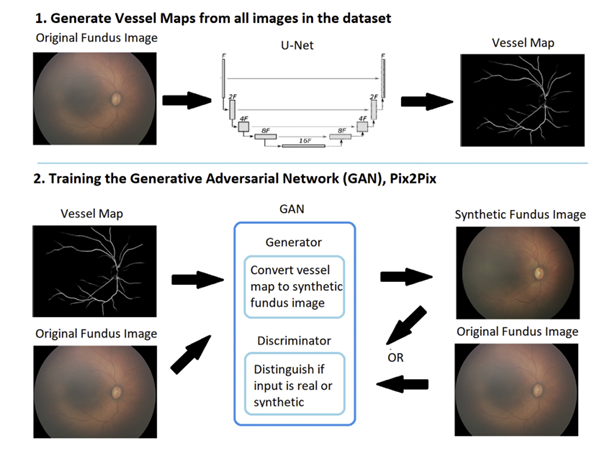 1. Generate Vessel Maps from all images in the dataset
Original Fundus Image
U-Net
Vessel Map
F
F
2F
2F
4F
4F
8F
8F
16F
2. Training the Generative Adversarial Network (GAN), Pix2Pix
Vessel Map
GAN
Synthetic Fundus Image
Generator
Convert vessel
map to synthetic
fundus image
Original Fundus Image
Discriminator
Original Fundus Image
OR
Distinguish if
input is real or
synthetic